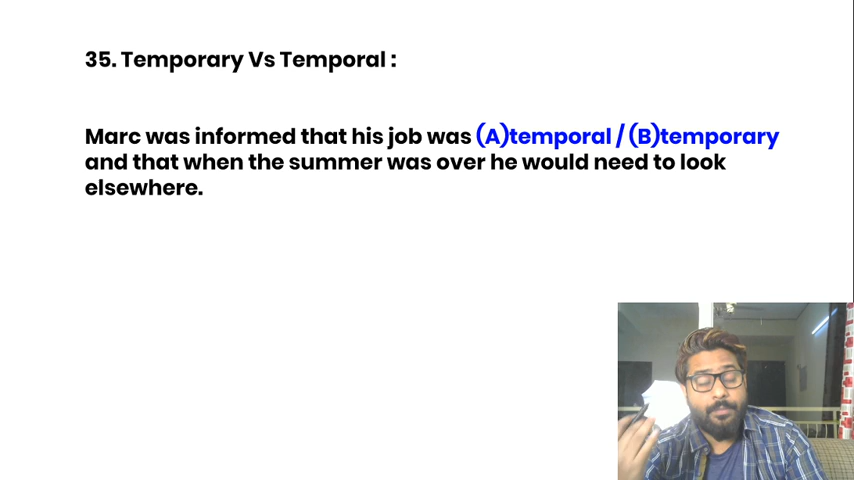 35. Temporary Vs Temporal :
Marc was informed that his job was (A)temporal / (B)temporary
and that when the summer was over he would need to look
elsewhere.